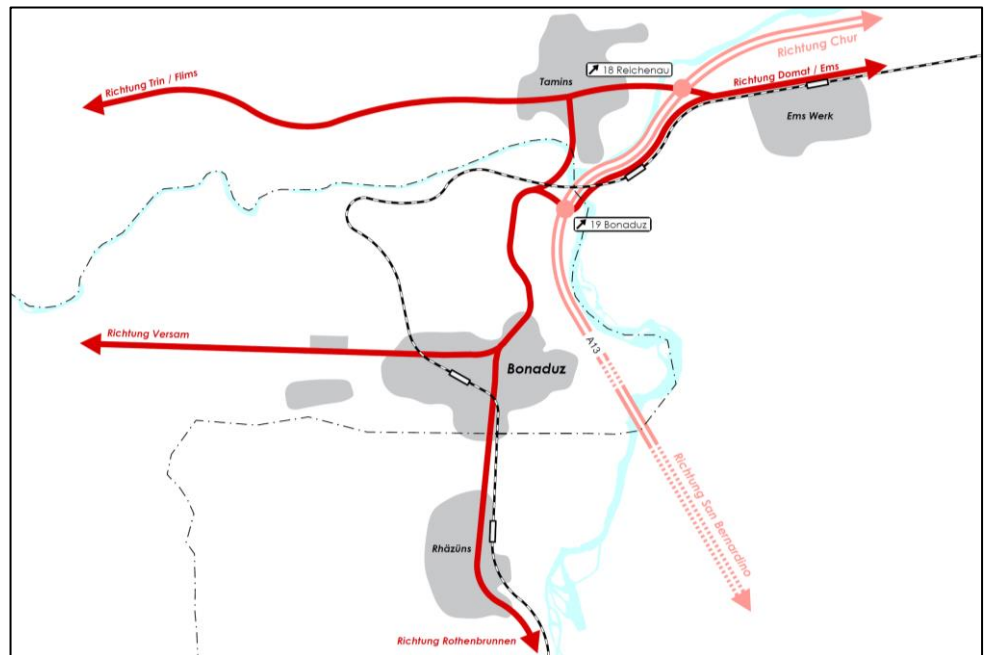 Richtung Chur
18 Reichenau
Richtung Domat / Ems
Tamins
Richtung Trin / Flims
Ems Werk
19 Bonaduz
Richtung Versam
A13
Bonaduz
Richtung San Bernardino
Rhäzüns
Richtung Rothenbrunnen